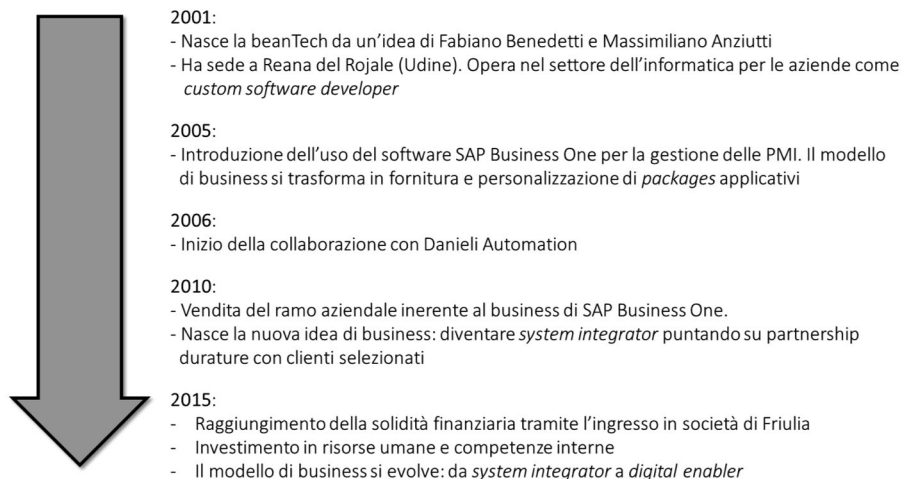 2001:
- Nasce la beanTech da un’idea di Fabiano Benedetti e Massimiliano Anziutti
- Ha sede a Reana del Rojale (Udine). Opera nel settore dell’informatica per le aziende come
custom software developer
2005:
- Introduzione dell’uso del software SAP Business One per la gestione delle PMI. Il modello
di business si trasforma in fornitura e personalizzazione di packages applicativi
2006:
- Inizio della collaborazione con Danieli Automation
2010:
- Vendita del ramo aziendale inerente al business di SAP Business One.
- Nasce la nuova idea di business: diventare system integrator puntando su partnership
durature con clienti selezionati
2015:
- Raggiungimento della solidità finanziaria tramite l’ingresso in società di Friulia
- Investimento in risorse umane e competenze interne
- Il modello di business si evolve: da system integrator a digital enabler